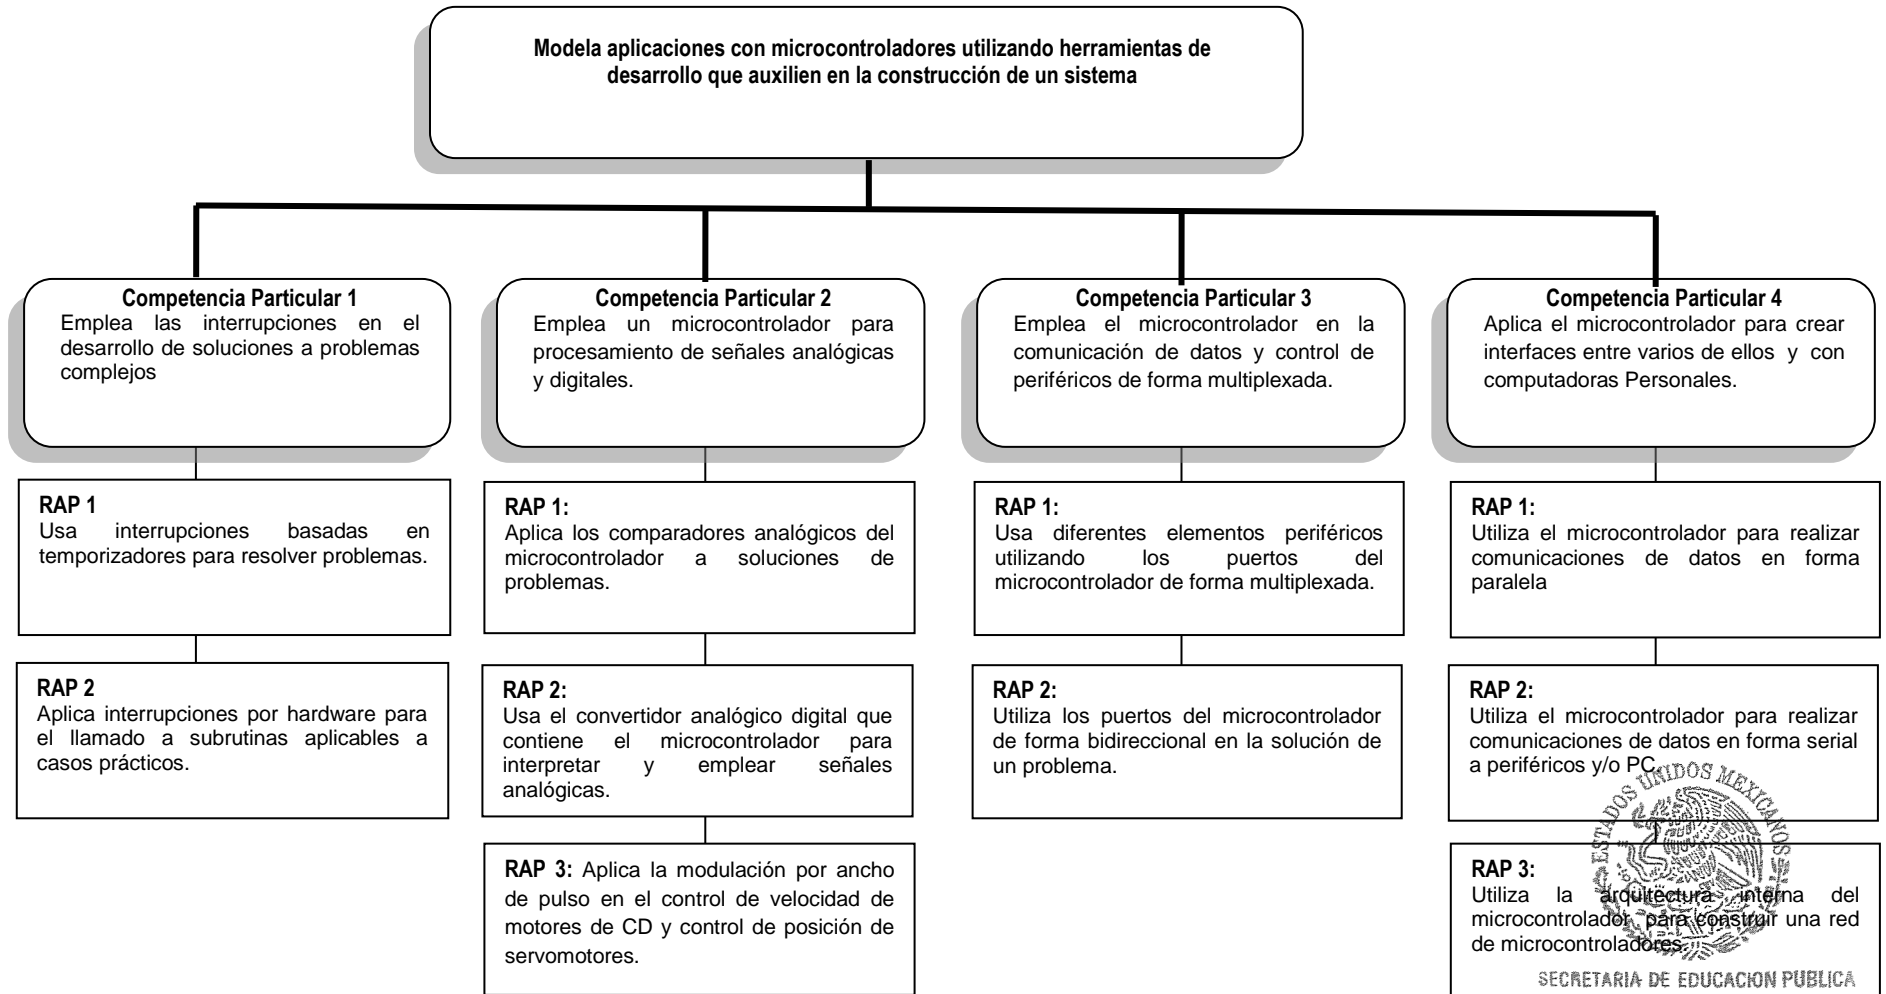 Modela aplicaciones con microcontroladores utilizando herramientas de
desarrollo que auxilien en la construcción de un sistema
Competencia Particular 1
Emplea las interrupciones en el
desarrollo de soluciones a problemas
complejos
Competencia Particular 2
Emplea un microcontrolador para
procesamiento de señales analógicas
y digitales.
Competencia Particular 3
Emplea el microcontrolador en la
comunicación de datos y control de
periféricos de forma multiplexada.
Competencia Particular 4
Aplica el microcontrolador para crear
interfaces entre varios de ellos y con
computadoras Personales.
RAP 1
Usa interrupciones basadas en
temporizadores para resolver problemas.
RAP 2
Aplica interrupciones por hardware para
el llamado a subrutinas aplicables a
casos prácticos.
RAP 1:
Aplica los comparadores analógicos del
microcontrolador a soluciones de
problemas.
RAP 2:
Usa el convertidor analógico digital que
contiene el microcontrolador para
interpretar y emplear señales
analógicas.
RAP 3: Aplica la modulación por ancho
de pulso en el control de velocidad de
motores de CD y control de posición de
servomotores.
RAP 1:
Usa diferentes elementos periféricos
utilizando los puertos del
microcontrolador de forma multiplexada.
RAP 2:
Utiliza los puertos del microcontrolador
de forma bidireccional en la solución de
un problema.
RAP 1:
Utiliza el microcontrolador para realizar
comunicaciones de datos en forma
paralela
RAP 2:
Utiliza el microcontrolador para realizar
comunicaciones de datos en forma serial
a periféricos y/o PC.
RAP 3:
Utiliza la arquitectura interna del
microcontrolador para construir una red
de microcontroladores.
ESTADOS UNIDOS MEXICANOS
SECRETARIA DE EDUCACION PUBLICA